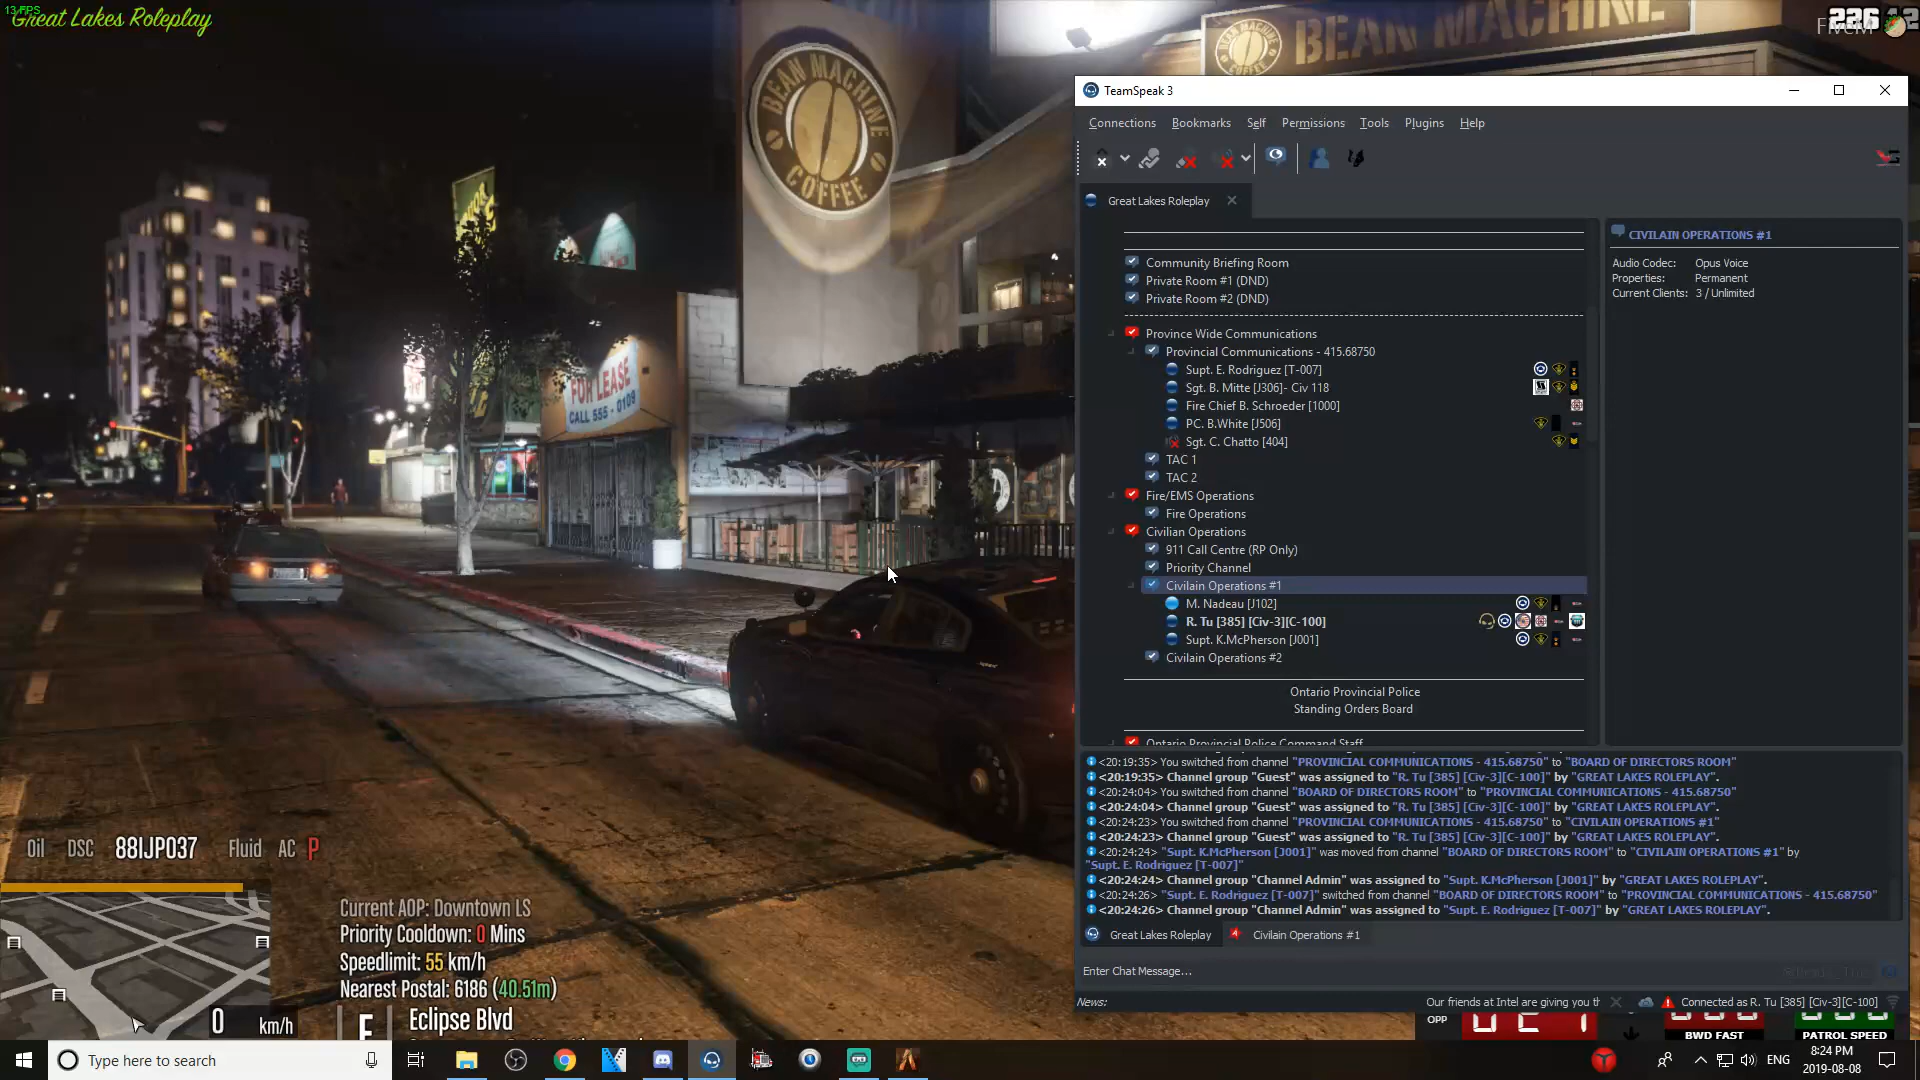 13 FPS
Great Lakes Roleplay
FiveM
BEAN MACHINE
COFFEE
BEAN MACHINE
COFFEE
FOR LEASE
CALL 555 - 0109
TeamSpeak 3
Connections Bookmarks Self Permissions Tools Plugins Help
Great Lakes Roleplay
Community Briefing Room
Private Room #1 (DND)
Private Room #2 (DND)
Province Wide Communications
Provincial Communications - 415.68750
Supt. E. Rodriguez [T-007]
Sgt. B. Mitte [J306]- Civ 118
Fire Chief B. Schroeder [1000]
PC. B.White [J506]
Sgt. C. Chatto [404]
TAC 1
TAC 2
Fire/EMS Operations
Fire Operations
Civilian Operations
911 Call Centre (RP Only)
Priority Channel
Civilain Operations #1
M. Nadeau [J102]
R. Tu [385] [Civ-3][C-100]
Supt. K.McPherson [J001]
Civilain Operations #2
Ontario Provincial Police
Standing Orders Board
Ontario Provincial Police Command Staff
CIVILAIN OPERATIONS #1
Audio Codec: Opus Voice
Properties: Permanent
Current Clients: 3 / Unlimited
<20:19:35> You switched from channel "PROVINCIAL COMMUNICATIONS - 415.68750" to "BOARD OF DIRECTORS ROOM"
<20:19:35> Channel group "Guest" was assigned to "R. Tu [385] [Civ-3][C-100]" by "GREAT LAKES ROLEPLAY".
<20:24:04> You switched from channel "BOARD OF DIRECTORS ROOM" to "PROVINCIAL COMMUNICATIONS - 415.68750"
<20:24:04> Channel group "Guest" was assigned to "R. Tu [385] [Civ-3][C-100]" by "GREAT LAKES ROLEPLAY".
<20:24:23> You switched from channel "PROVINCIAL COMMUNICATIONS - 415.68750" to "CIVILAIN OPERATIONS #1"
<20:24:23> Channel group "Guest" was assigned to "R. Tu [385] [Civ-3][C-100]" by "GREAT LAKES ROLEPLAY".
<20:24:24> "Supt. K.McPherson [J001]" was moved from channel "BOARD OF DIRECTORS ROOM" to "CIVILAIN OPERATIONS #1" by
"Supt. E. Rodriguez [T-007]"
<20:24:24> Channel group "Channel Admin" was assigned to "Supt. K.McPherson [J001]" by "GREAT LAKES ROLEPLAY".
<20:24:26> "Supt. E. Rodriguez [T-007]" switched from channel "BOARD OF DIRECTORS ROOM" to "PROVINCIAL COMMUNICATIONS - 415.68750"
<20:24:26> Channel group "Channel Admin" was assigned to "Supt. E. Rodriguez [T-007]" by "GREAT LAKES ROLEPLAY".
Great Lakes Roleplay Civilain Operations #1
Enter Chat Message...
News: Our friends at Intel are giving you th Connected as R. Tu [385] [Civ-3][C-100]
Oil DSC 88IJP037 Fluid AC P
Current AOP: Downtown LS
Priority Cooldown: 0 Mins
Speedlimit: 55 km/h
Nearest Postal: 6186 (40.51m)
0 km/h
E Eclipse Blvd
OPP
BWD FAST
PATROL SPEED
Type here to search
ENG
8:24 PM
2019-08-08